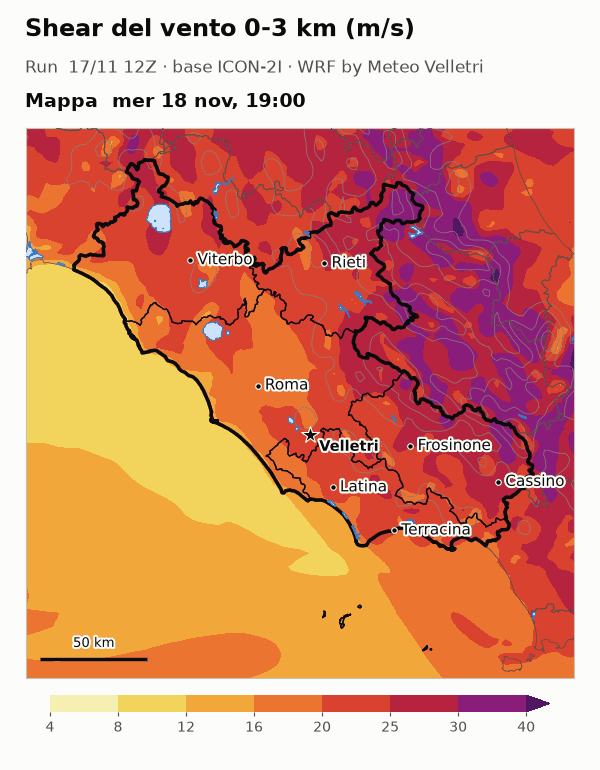 Shear del vento 0-3 km (m/s)
Run  17/11 12Z · base ICON-2I · WRF by Meteo Velletri
Mappa  mer 18 nov, 19:00
Viterbo
Rieti
Roma
Velletri
Frosinone
Latina
Cassino
Terracina
50 km
4 8 12 16 20 25 30 40